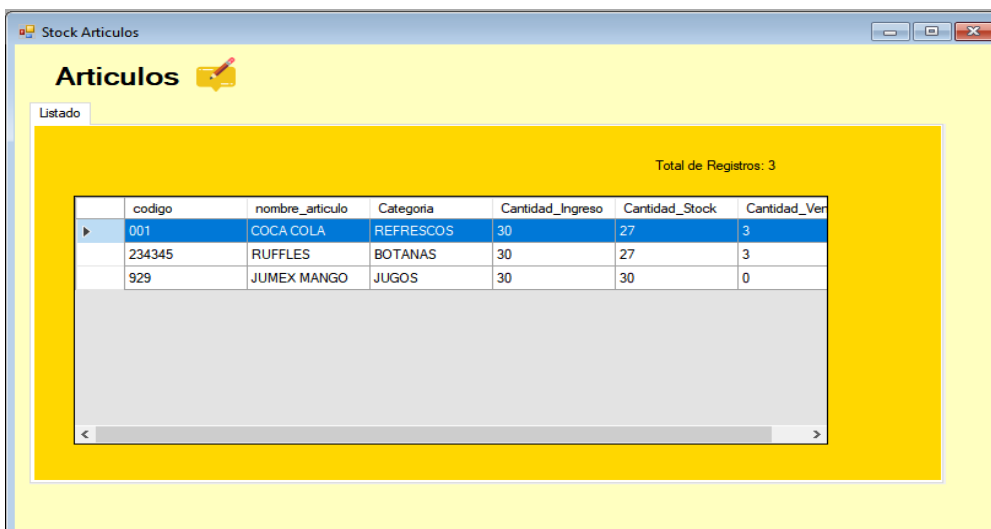 Stock Articulos
Articulos
Listado
Total de Registros: 3
codigo nombre_articulo Categoria Cantidad_Ingreso Cantidad_Stock Cantidad_Ven
001 COCA COLA REFRESCOS 30 27 3
234345 RUFFLES BOTANAS 30 27 3
929 JUMEX MANGO JUGOS 30 30 0